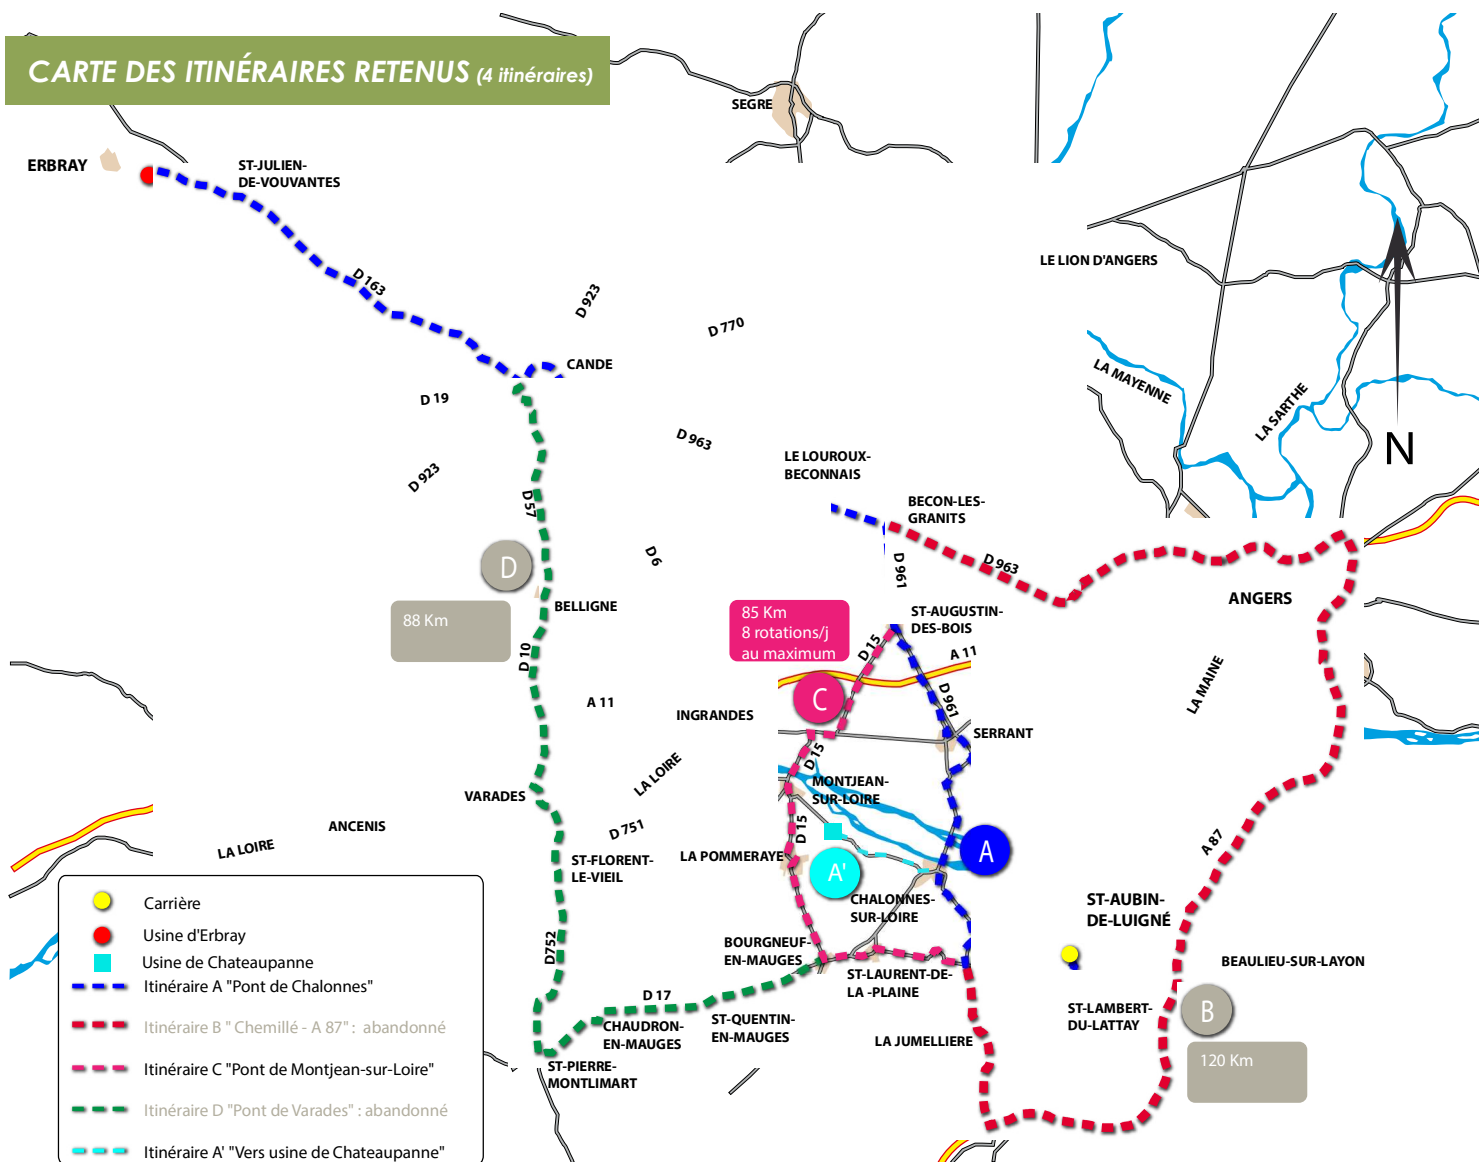 CARTE DES ITINÉRAIRES RETENUS (4 itinéraires)
SEGRE
ERBRAY
ST-JULIEN-
DE-VOUVANTES
D 163
D 923
D 770
CANDE
D 19
D 963
D 923
D 57
LE LION D'ANGERS
LA MAYENNE
LA SARTHE
N
LE LOUROUX-
BECONNAIS
BECON-LES-
GRANITS
D 963
D 961
D 6
D
88 Km
BELLIGNE
D 10
A 11
85 Km
8 rotations/j
au maximum
ST-AUGUSTIN-
DES-BOIS
D 15
A 11
ANGERS
LA MAINE
C
D 961
INGRANDES
SERRANT
D 15
LA LOIRE
MONTJEAN-
SUR-LOIRE
VARADES
D 751
D 15
ANCENIS
LA LOIRE
ST-FLORENT-
LE-VIEIL
LA POMMERAYE
A'
A
A 87
CHALONNES-
SUR-LOIRE
ST-AUBIN-
DE-LUIGNÉ
D752
BOURGNEUF-
EN-MAUGES
ST-LAURENT-DE-
LA -PLAINE
BEAULIEU-SUR-LAYON
D 17
CHAUDRON-
EN-MAUGES
ST-QUENTIN-
EN-MAUGES
LA JUMELLIERE
ST-LAMBERT-
DU-LATTAY
B
120 Km
ST-PIERRE-
MONTLIMART
Carrière
Usine d'Erbray
Usine de Chateaupanne
Itinéraire A "Pont de Chalonnes"
Itinéraire B " Chemillé - A 87" : abandonné
Itinéraire C "Pont de Montjean-sur-Loire"
Itinéraire D "Pont de Varades" : abandonné
Itinéraire A' "Vers usine de Chateaupanne"